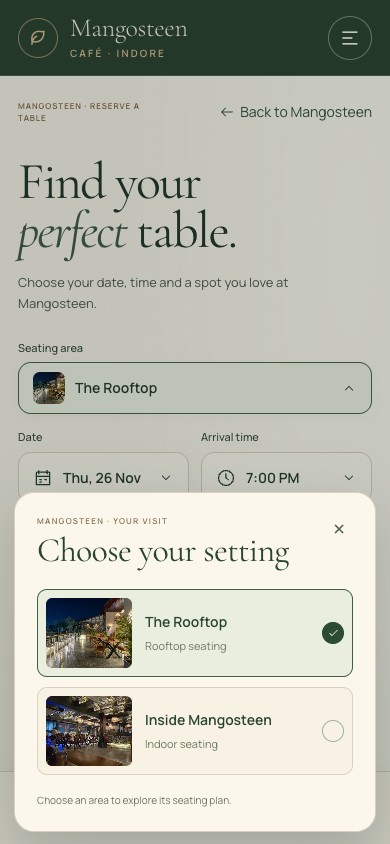 Mangosteen
CAFÉ · INDORE
MANGOSTEEN · RESERVE A
TABLE
← Back to Mangosteen
Find your
perfect table.
Choose your date, time and a spot you love at
Mangosteen.
Seating area
The Rooftop
Date
Arrival time
Thu, 26 Nov
7:00 PM
MANGOSTEEN · YOUR VISIT
Choose your setting
The Rooftop
Rooftop seating
Inside Mangosteen
Indoor seating
Choose an area to explore its seating plan.